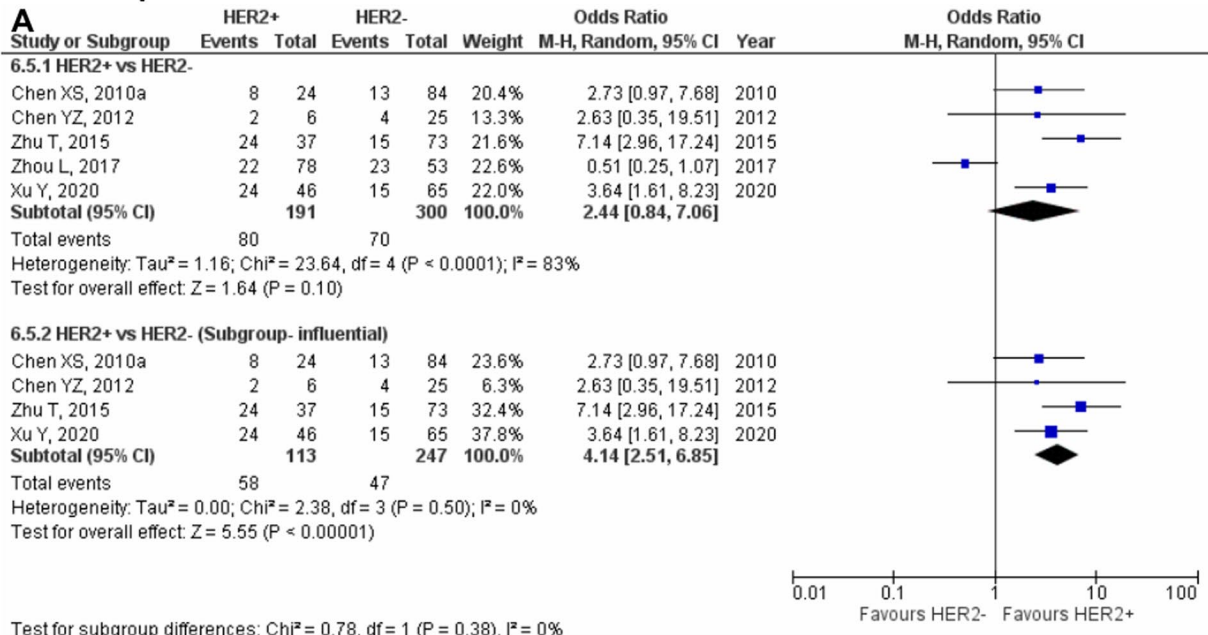 A
HER2+ HER2- Odds Ratio Odds Ratio
Study or Subgroup Events Total Events Total Weight M-H, Random, 95% CI Year M-H, Random, 95% CI
6.5.1 HER2+ vs HER2-
Chen XS, 2010a 8 24 13 84 20.4% 2.73 [0.97, 7.68] 2010
Chen YZ, 2012 2 6 4 25 13.3% 2.63 [0.35, 19.51] 2012
Zhu T, 2015 24 37 15 73 21.6% 7.14 [2.96, 17.24] 2015
Zhou L, 2017 22 78 23 53 22.6% 0.51 [0.25, 1.07] 2017
Xu Y, 2020 24 46 15 65 22.0% 3.64 [1.61, 8.23] 2020
Subtotal (95% CI) 191 300 100.0% 2.44 [0.84, 7.06]
Total events 80 70
Heterogeneity: Tau² = 1.16; Chi² = 23.64, df = 4 (P < 0.0001); I² = 83%
Test for overall effect: Z = 1.64 (P = 0.10)
6.5.2 HER2+ vs HER2- (Subgroup- influential)
Chen XS, 2010a 8 24 13 84 23.6% 2.73 [0.97, 7.68] 2010
Chen YZ, 2012 2 6 4 25 6.3% 2.63 [0.35, 19.51] 2012
Zhu T, 2015 24 37 15 73 32.4% 7.14 [2.96, 17.24] 2015
Xu Y, 2020 24 46 15 65 37.8% 3.64 [1.61, 8.23] 2020
Subtotal (95% CI) 113 247 100.0% 4.14 [2.51, 6.85]
Total events 58 47
Heterogeneity: Tau² = 0.00; Chi² = 2.38, df = 3 (P = 0.50); I² = 0%
Test for overall effect: Z = 5.55 (P < 0.00001)
0.01 0.1 1 10 100
Favours HER2- Favours HER2+
Test for subgroup differences: Chi² = 0.78, df = 1 (P = 0.38), I² = 0%